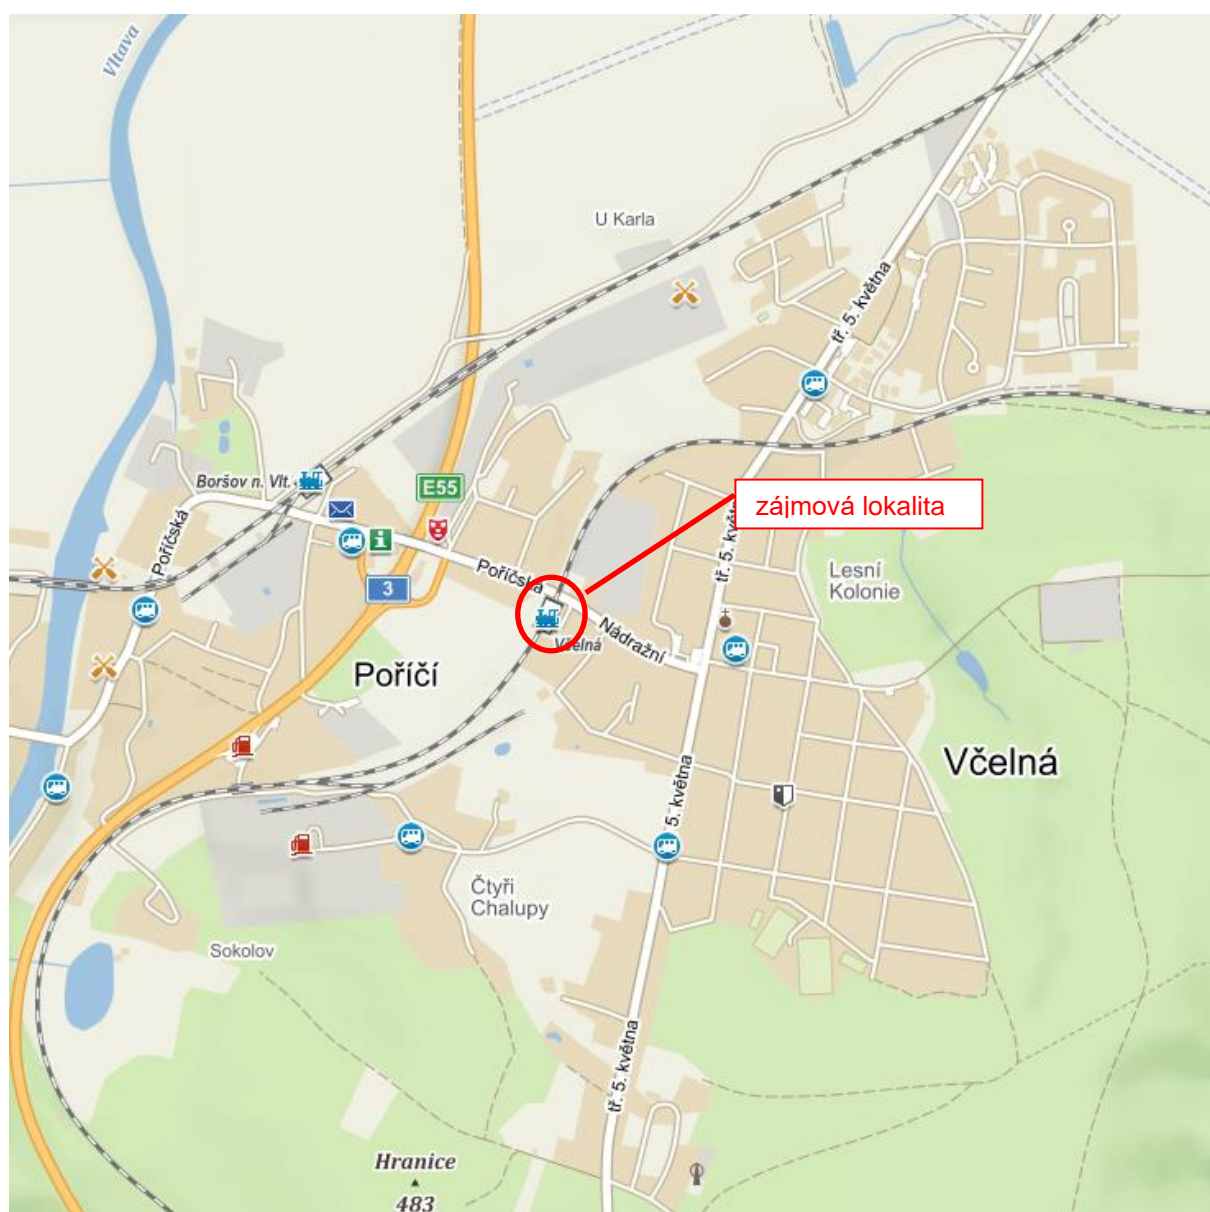 Vltava
U Karla
tř. 5. května
Boršov n. Vlt.
E55
zájmová lokalita
Poříčská
Poříčská
3
tř. 5. května
Lesní
Kolonie
Včelná
Nádražní
Poříčí
Včelná
5. května
Čtyři
Chalupy
Sokolov
tř. 5. května
Hranice
483